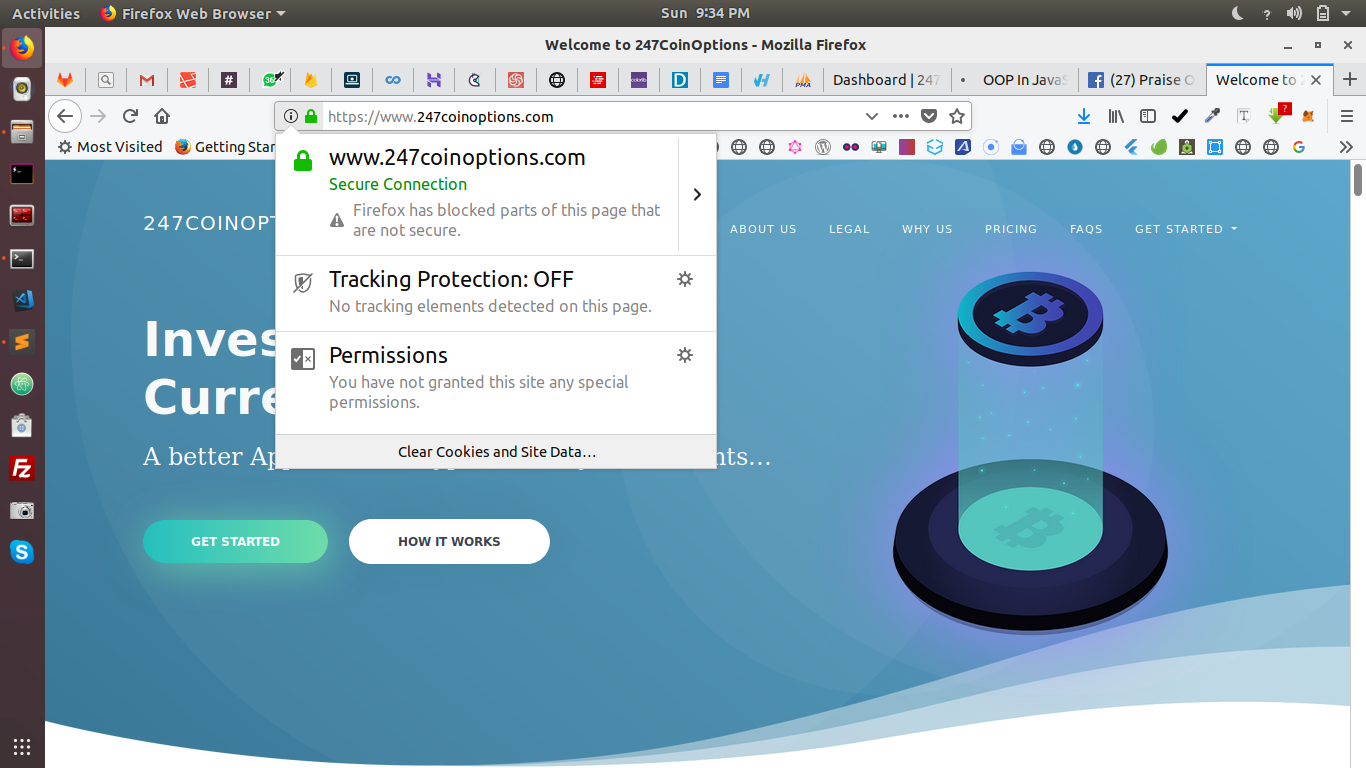 Activities
Firefox Web Browser
Sun 9:34 PM
Welcome to 247CoinOptions - Mozilla Firefox
Dashboard | 247
OOP In JavaS
(27) Praise O
Welcome to 2
https://www.247coinoptions.com
Most Visited
Getting Star
www.247coinoptions.com
Secure Connection
Firefox has blocked parts of this page that
are not secure.
Tracking Protection: OFF
No tracking elements detected on this page.
Permissions
You have not granted this site any special
permissions.
Clear Cookies and Site Data…
247COINOPT
ABOUT US
LEGAL
WHY US
PRICING
FAQS
GET STARTED
Inves
Curre
A better Ap
nts...
GET STARTED
HOW IT WORKS